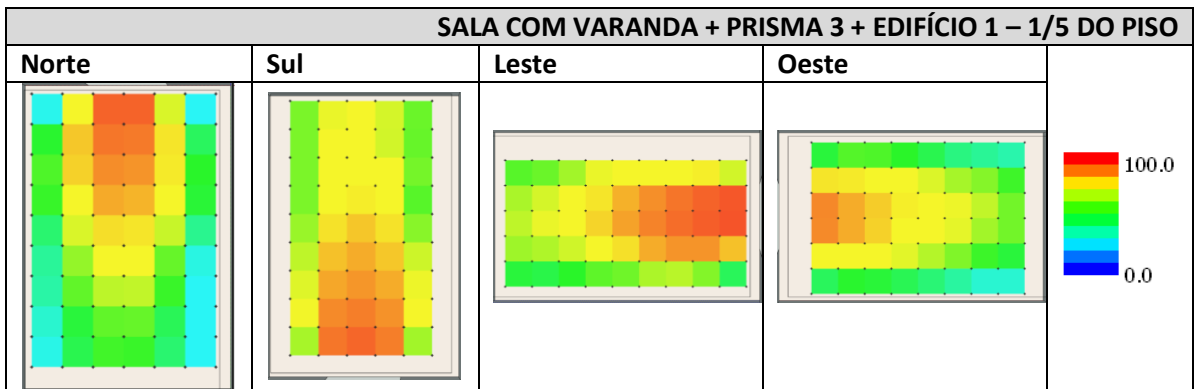 SALA COM VARANDA + PRISMA 3 + EDIFÍCIO 1 – 1/5 DO PISO
Norte
Sul
Leste
Oeste
100.0
0.0